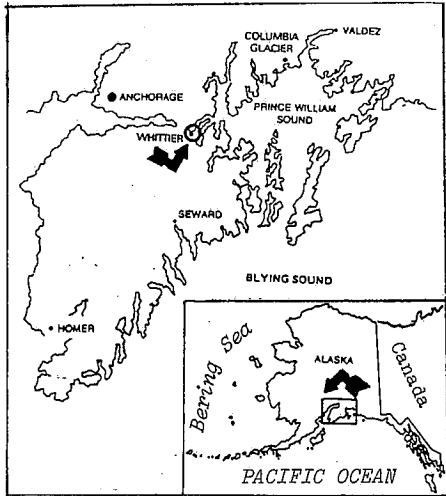 COLUMBIA
GLACIER
VALDEZ
ANCHORAGE
PRINCE WILLIAM
SOUND
WHITTIER
SEWARD
BLYING SOUND
HOMER
Bering Sea
ALASKA
Canada
PACIFIC OCEAN